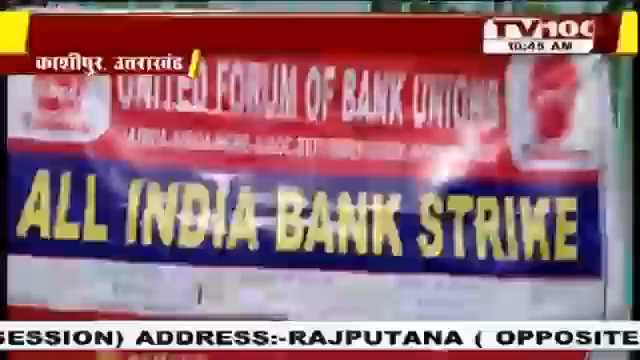 TV100
10:45 AM
काशीपुर, उत्तराखंड
UNITED FORUM OF BANK UNIONS
ALL INDIA BANK STRIKE
SESSION) ADDRESS:-RAJPUTANA ( OPPOSITE